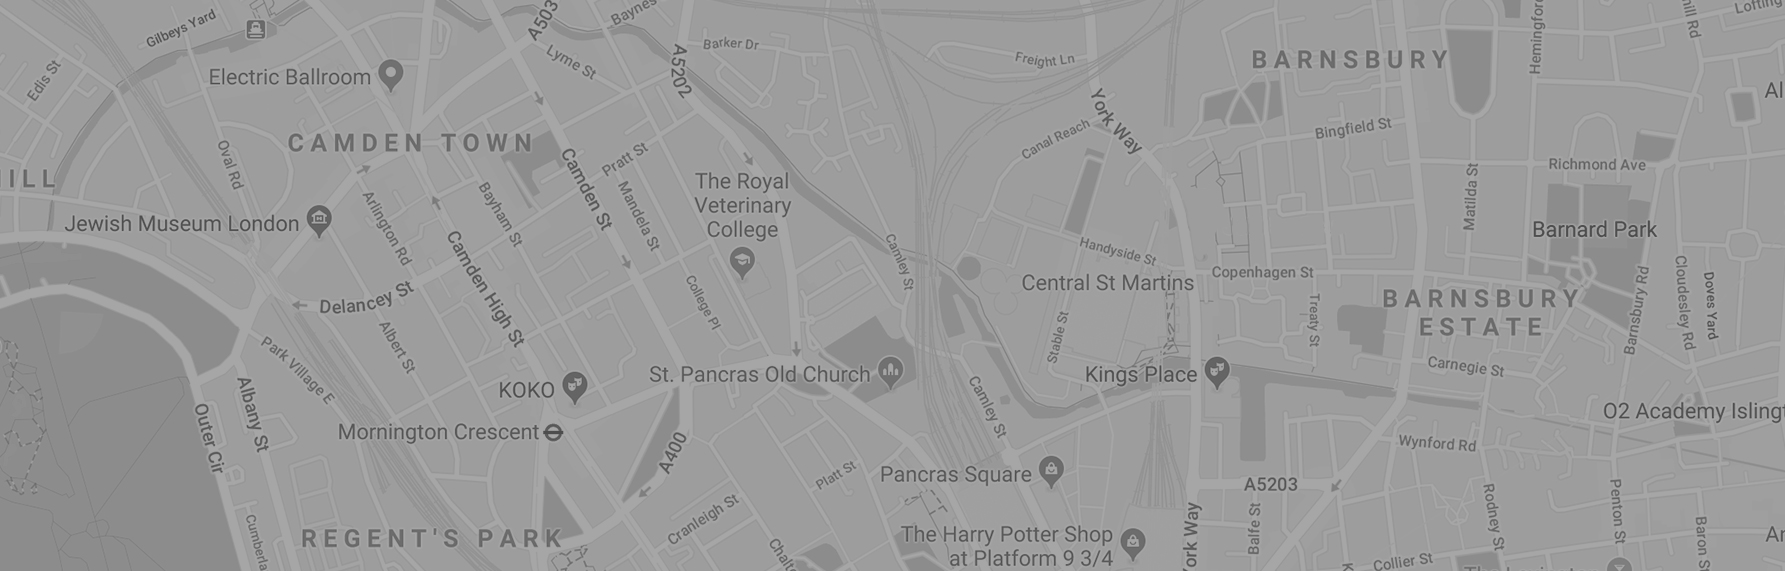 Gilbeys Yard
A503
Baynes
A5202
Barker Dr
Lyme St
Freight Ln
BARNSBURY
Hemingford
hill Rd
Lofting
Edis St
Electric Ballroom
York Way
Al
CAMDEN TOWN
Canal Reach
Bingfield St
Oval Rd
Pratt St
Richmond Ave
ILL
Camden St
The Royal
Veterinary
College
Arlington Rd
Bayham St
Mandela St
Matilda St
Jewish Museum London
Barnard Park
Camden High St
Camley St
Handyside St
Copenhagen St
Central St Martins
Delancey St
College Pl
Treaty St
BARNSBURY
ESTATE
Barnsbury Rd
Cloudesley Rd
Doves Yard
Albert St
Stable St
Park Village E
Carnegie St
KOKO
St. Pancras Old Church
Kings Place
Albany St
Outer Cir
Camley St
O2 Academy Islingt
Mornington Crescent
A400
Wynford Rd
Platt St
Pancras Square
A5203
Cranleigh St
Balfe St
Rodney St
Penton St
Baron St
Cumberla
REGENT'S PARK
The Harry Potter Shop
at Platform 9 3/4
York Way
Chalt
Collier St